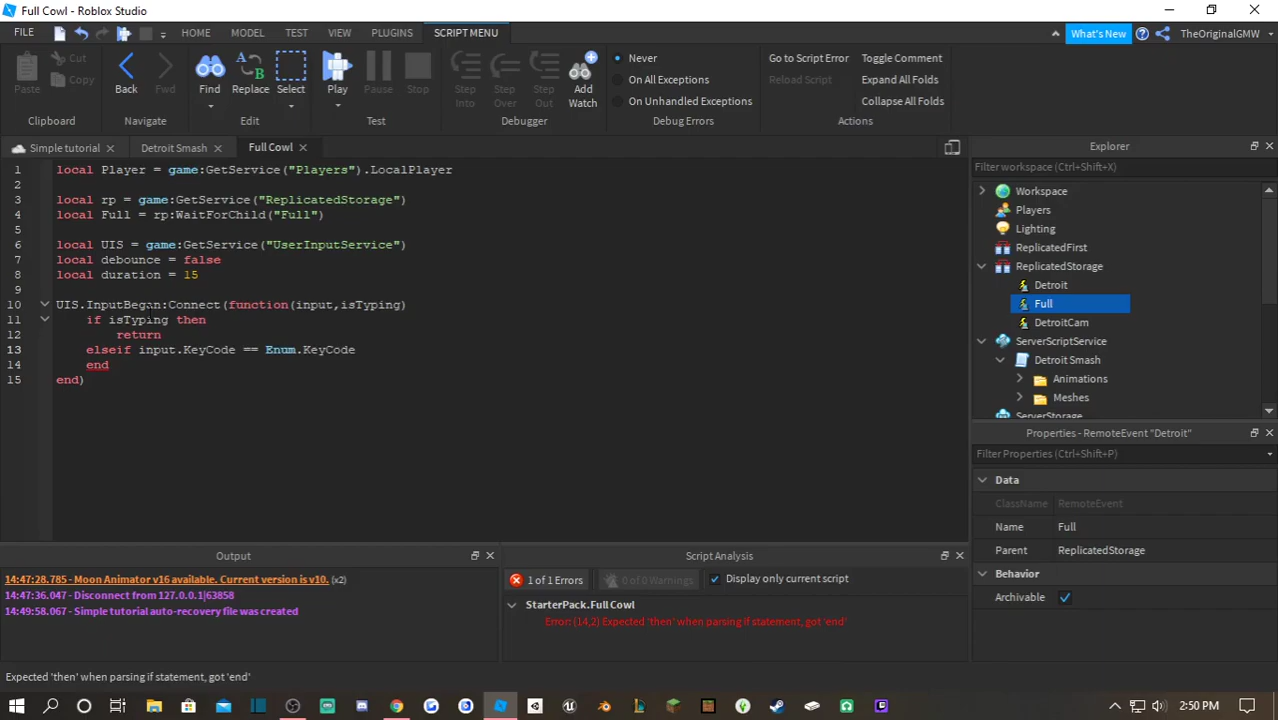 Full Cowl - Roblox Studio
FILE HOME MODEL TEST VIEW PLUGINS SCRIPT MENU What's New TheOriginalGMW
Paste Cut Copy Back Fwd Find Replace Select Play Pause Stop Step Into Step Over Step Out Add Watch Never On All Exceptions On Unhandled Exceptions Go to Script Error Reload Script Toggle Comment Expand All Folds Collapse All Folds
Clipboard Navigate Edit Test Debugger Debug Errors Actions
Simple tutorial Detroit Smash Full Cowl
1 local Player = game:GetService("Players").LocalPlayer
2
3 local rp = game:GetService("ReplicatedStorage")
4 local Full = rp:WaitForChild("Full")
5
6 local UIS = game:GetService("UserInputService")
7 local debounce = false
8 local duration = 15
9
10 UIS.InputBegan:Connect(function(input,isTyping)
11 if isTyping then
12 return
13 elseif input.KeyCode == Enum.KeyCode
14 end
15 end)
Explorer
Filter workspace (Ctrl+Shift+X)
Workspace
Players
Lighting
ReplicatedFirst
ReplicatedStorage
Detroit
Full
DetroitCam
ServerScriptService
Detroit Smash
Animations
Meshes
ServerStorage
Properties - RemoteEvent "Detroit"
Filter Properties (Ctrl+Shift+P)
Data
ClassName RemoteEvent
Name Full
Parent ReplicatedStorage
Behavior
Archivable
Output
14:47:28.785 - Moon Animator v16 available. Current version is v10. (x2)
14:47:36.047 - Disconnect from 127.0.0.1|63858
14:49:58.067 - Simple tutorial auto-recovery file was created
Script Analysis
1 of 1 Errors 0 of 0 Warnings Display only current script
StarterPack.Full Cowl
Error: (14,2) Expected 'then' when parsing if statement, got 'end'
Expected 'then' when parsing if statement, got 'end'
2:50 PM